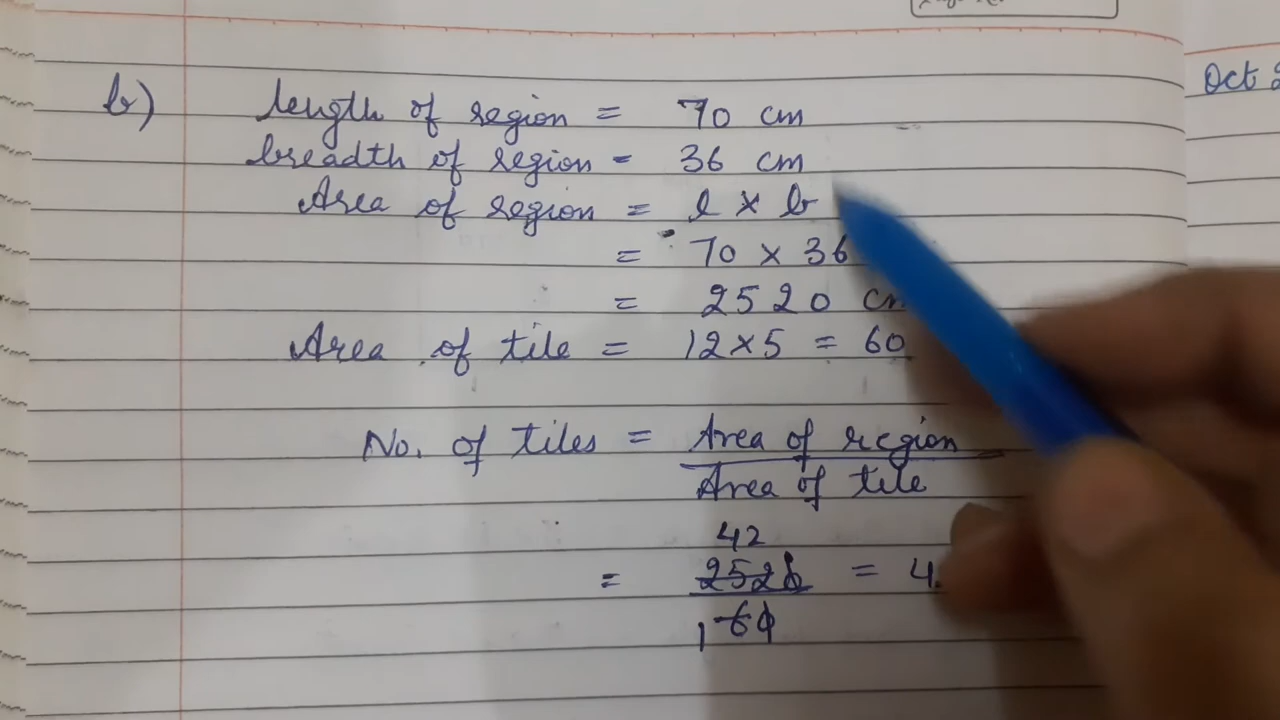 Oct
b) length of region = 70 cm
breadth of region = 36 cm
Area of region = l × b
= 70 × 36
= 2520
Area of tile = 12×5 = 60
No. of tiles = Area of region
Area of tile
42
= 2520 = 4
1 60